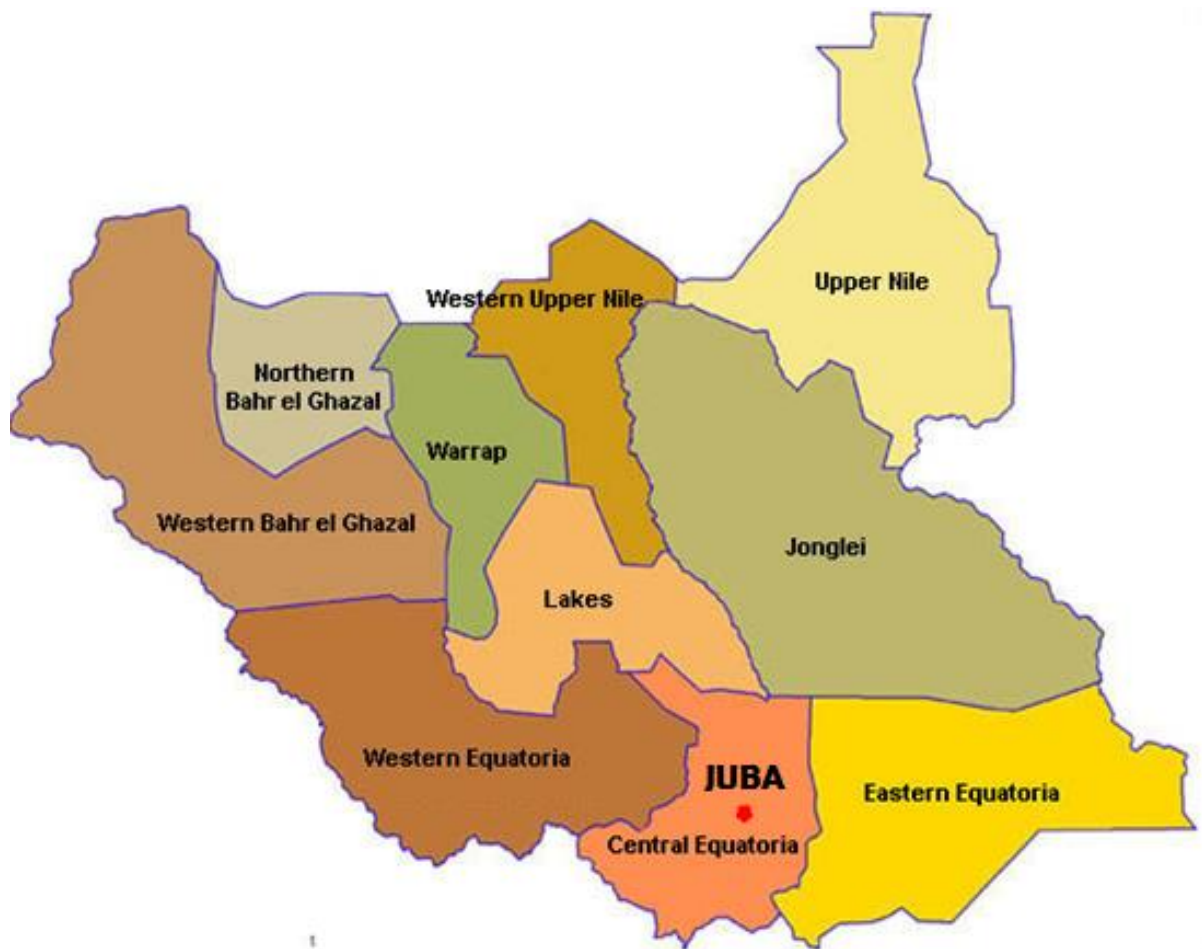 Upper Nile
Western Upper Nile
Northern
Bahr el Ghazal
Warrap
Western Bahr el Ghazal
Jonglei
Lakes
Western Equatoria
JUBA
Eastern Equatoria
Central Equatoria